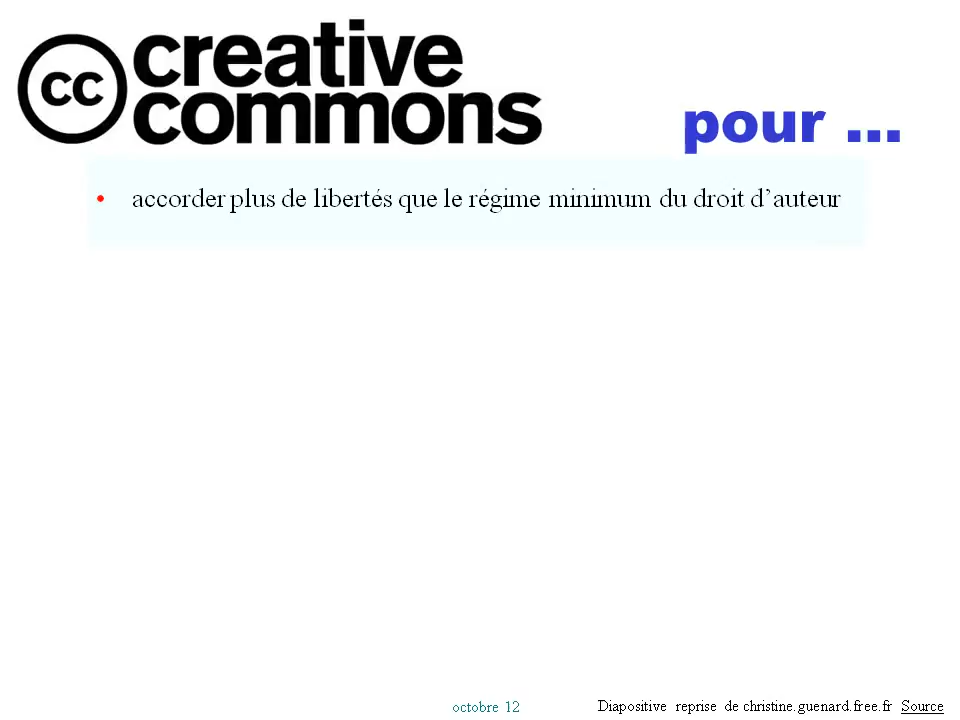 cc creative
commons
pour ...
• accorder plus de libertés que le régime minimum du droit d’auteur
octobre 12
Diapositive reprise de christine.guenard.free.fr Source